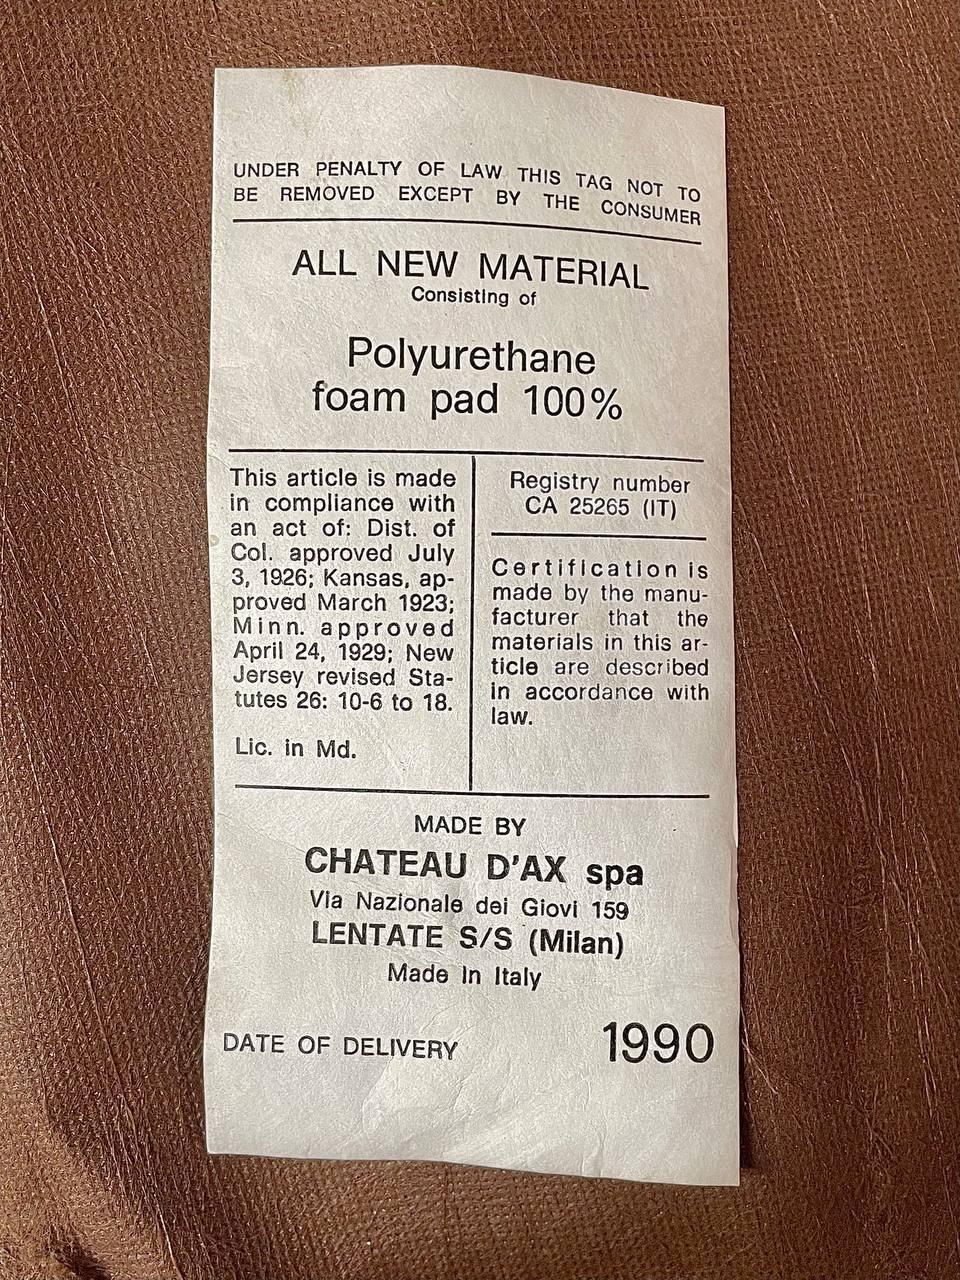 UNDER PENALTY OF LAW THIS TAG NOT TO
BE REMOVED EXCEPT BY THE CONSUMER
ALL NEW MATERIAL
Consisting of
Polyurethane
foam pad 100%
This article is made
in compliance with
an act of: Dist. of
Col. approved July
3, 1926; Kansas, ap-
proved March 1923;
Minn. approved
April 24, 1929; New
Jersey revised Sta-
tutes 26: 10-6 to 18.
Lic. in Md.
Registry number
CA 25265 (IT)
Certification is
made by the manu-
facturer that the
materials in this ar-
ticle are described
in accordance with
law.
MADE BY
CHATEAU D'AX spa
Via Nazionale dei Giovi 159
LENTATE S/S (Milan)
Made In Italy
DATE OF DELIVERY 1990